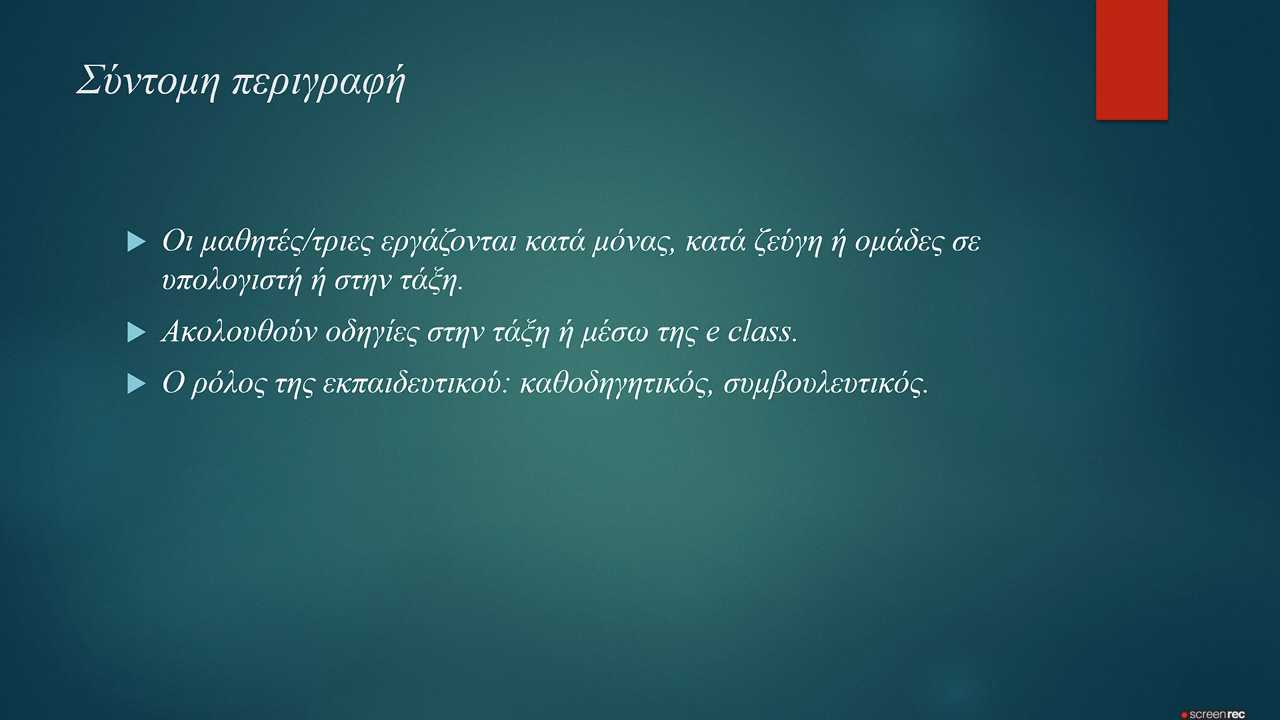 Σύντομη περιγραφή
Οι μαθητές/τριες εργάζονται κατά μόνας, κατά ζεύγη ή ομάδες σε
υπολογιστή ή στην τάξη.
Ακολουθούν οδηγίες στην τάξη ή μέσω της e class.
Ο ρόλος της εκπαιδευτικού: καθοδηγητικός, συμβουλευτικός.
screenrec